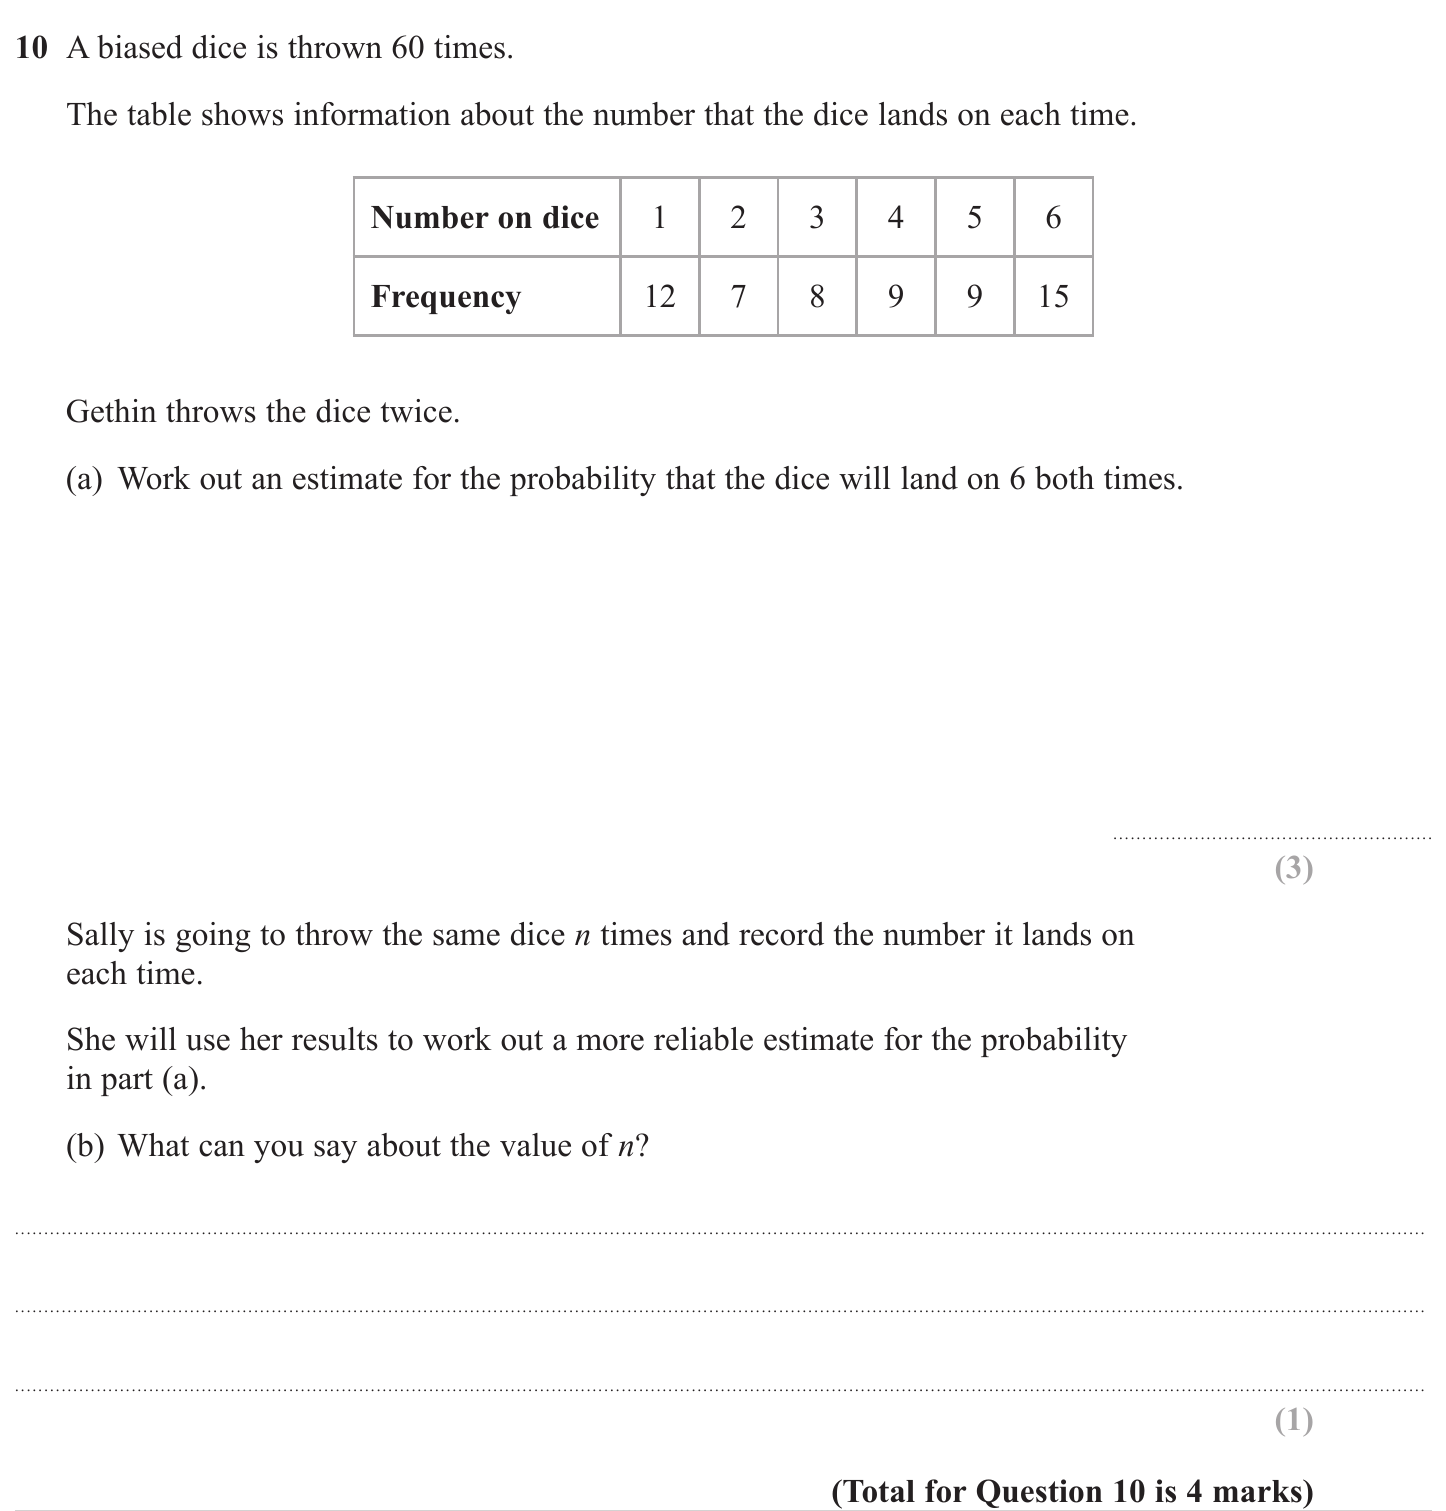 10 A biased dice is thrown 60 times.
The table shows information about the number that the dice lands on each time.
Number on dice 1 2 3 4 5 6
Frequency 12 7 8 9 9 15
Gethin throws the dice twice.
(a) Work out an estimate for the probability that the dice will land on 6 both times.
(3)
Sally is going to throw the same dice n times and record the number it lands on
each time.
She will use her results to work out a more reliable estimate for the probability
in part (a).
(b) What can you say about the value of n?
(1)
(Total for Question 10 is 4 marks)